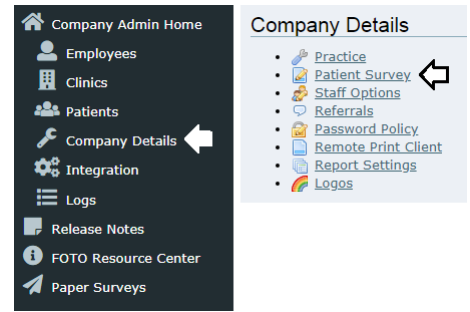 Company Admin Home
Employees
Clinics
Patients
Company Details
Integration
Logs
Release Notes
FOTO Resource Center
Paper Surveys
Company Details
Practice
Patient Survey
Staff Options
Referrals
Password Policy
Remote Print Client
Report Settings
Logos